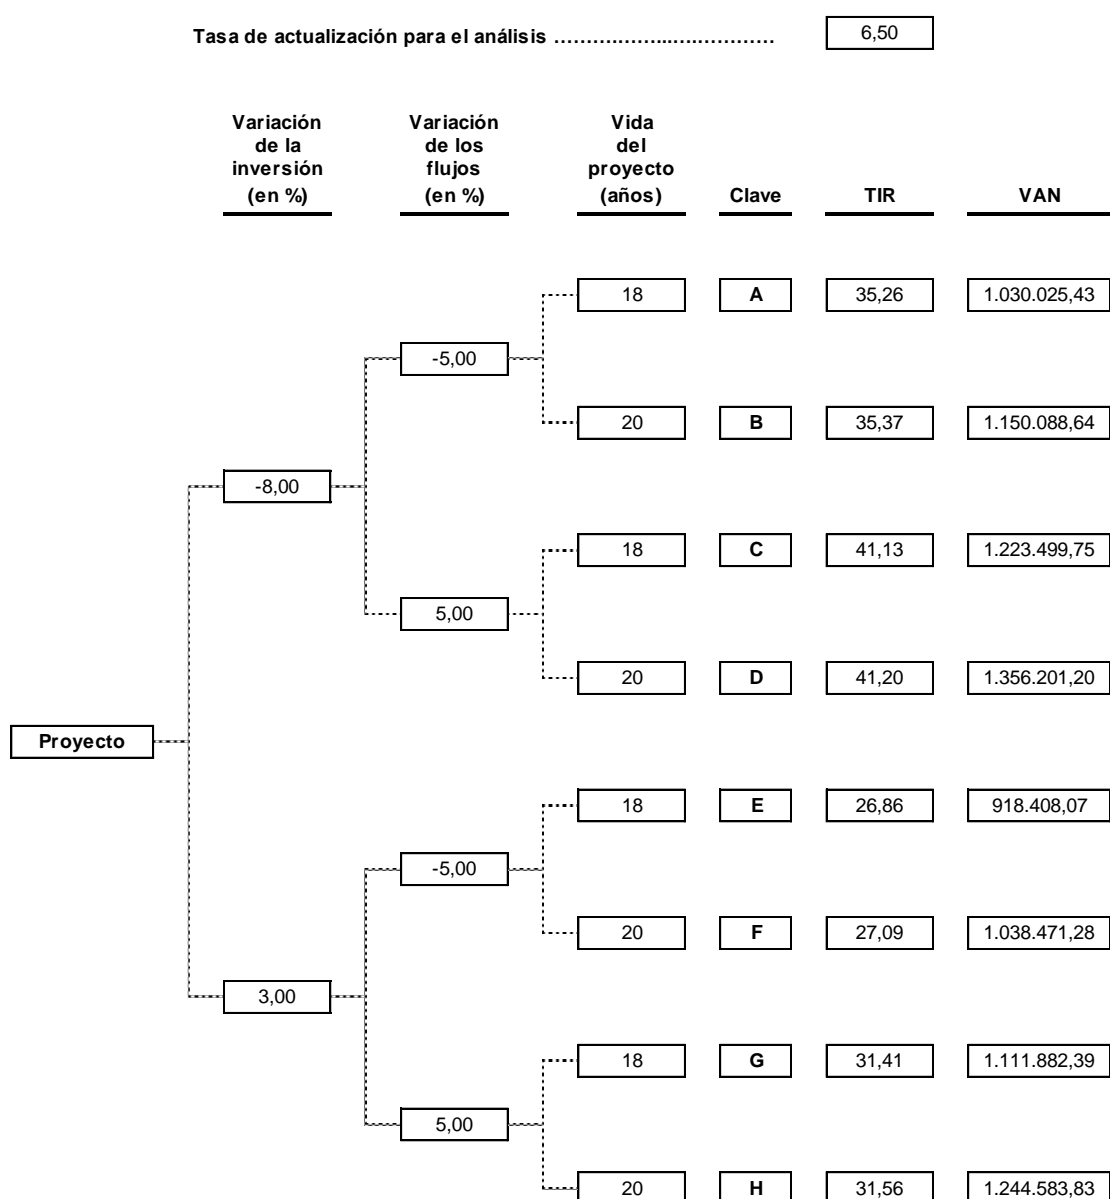 Tasa de actualización para el análisis ………..……...…..………… 6,50
Variación Variación Vida
de la de los del
inversión flujos proyecto
(en %) (en %) (años) Clave TIR VAN
18 A 35,26 1.030.025,43
-5,00
20 B 35,37 1.150.088,64
-8,00
18 C 41,13 1.223.499,75
5,00
20 D 41,20 1.356.201,20
Proyecto
18 E 26,86 918.408,07
-5,00
20 F 27,09 1.038.471,28
3,00
18 G 31,41 1.111.882,39
5,00
20 H 31,56 1.244.583,83